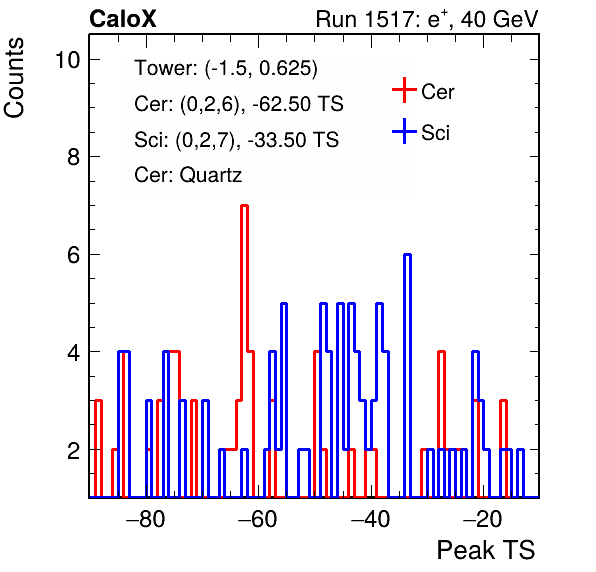 CaloX Run 1517: e⁺, 40 GeV
Counts
Tower: (-1.5, 0.625)
Cer: (0,2,6), -62.50 TS
Sci: (0,2,7), -33.50 TS
Cer: Quartz
Cer
Sci
10
8
6
4
2
−80 −60 −40 −20
Peak TS